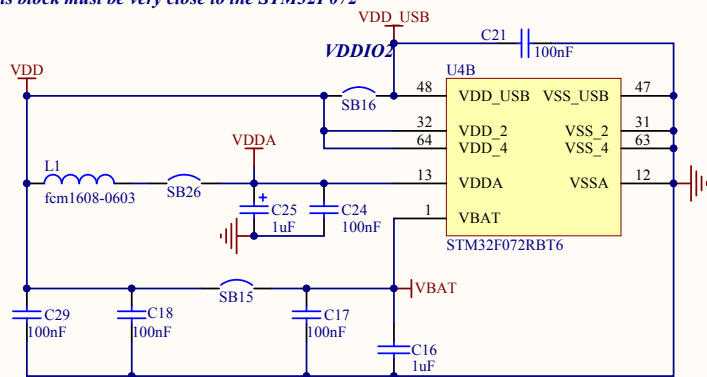 is block must be very close to the STM32F072
VDD_USB
C21
100nF
VDDIO2
VDD
U4B
SB16
48
VDD_USB
VSS_USB
47
32
VDD_2
VSS_2
31
64
VDD_4
VSS_4
63
VDDA
L1
fcm1608-0603
SB26
13
VDDA
VSSA
12
C25
1uF
C24
100nF
1
VBAT
STM32F072RBT6
SB15
VBAT
C29
100nF
C18
100nF
C17
100nF
C16
1uF